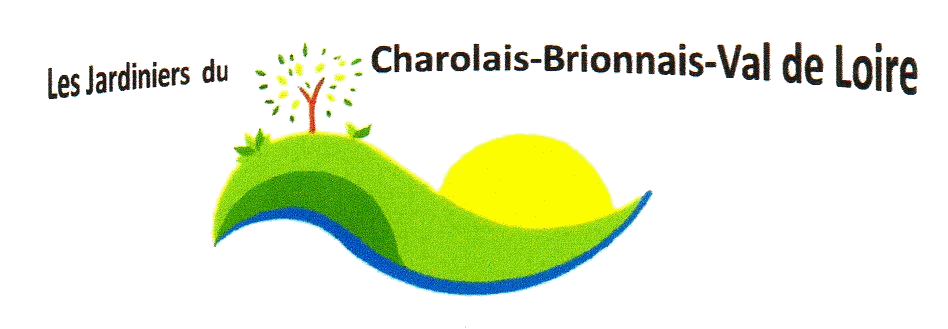 Les Jardiniers du Charolais-Brionnais-Val de Loire